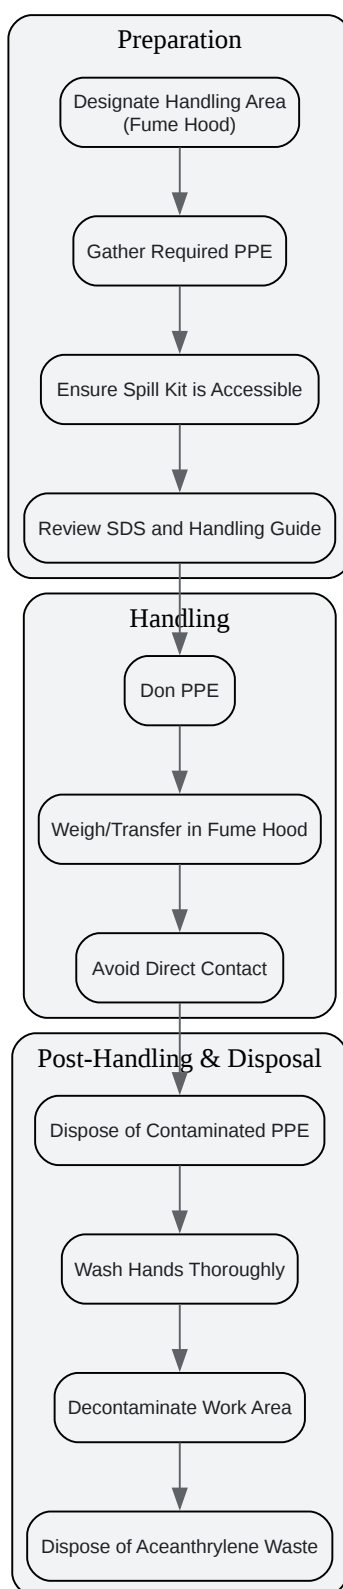 Preparation
Designate Handling Area
(Fume Hood)
Gather Required PPE
Ensure Spill Kit is Accessible
Review SDS and Handling Guide
Handling
Don PPE
Weigh/Transfer in Fume Hood
Avoid Direct Contact
Post-Handling & Disposal
Dispose of Contaminated PPE
Wash Hands Thoroughly
Decontaminate Work Area
Dispose of Aceanthrylene Waste